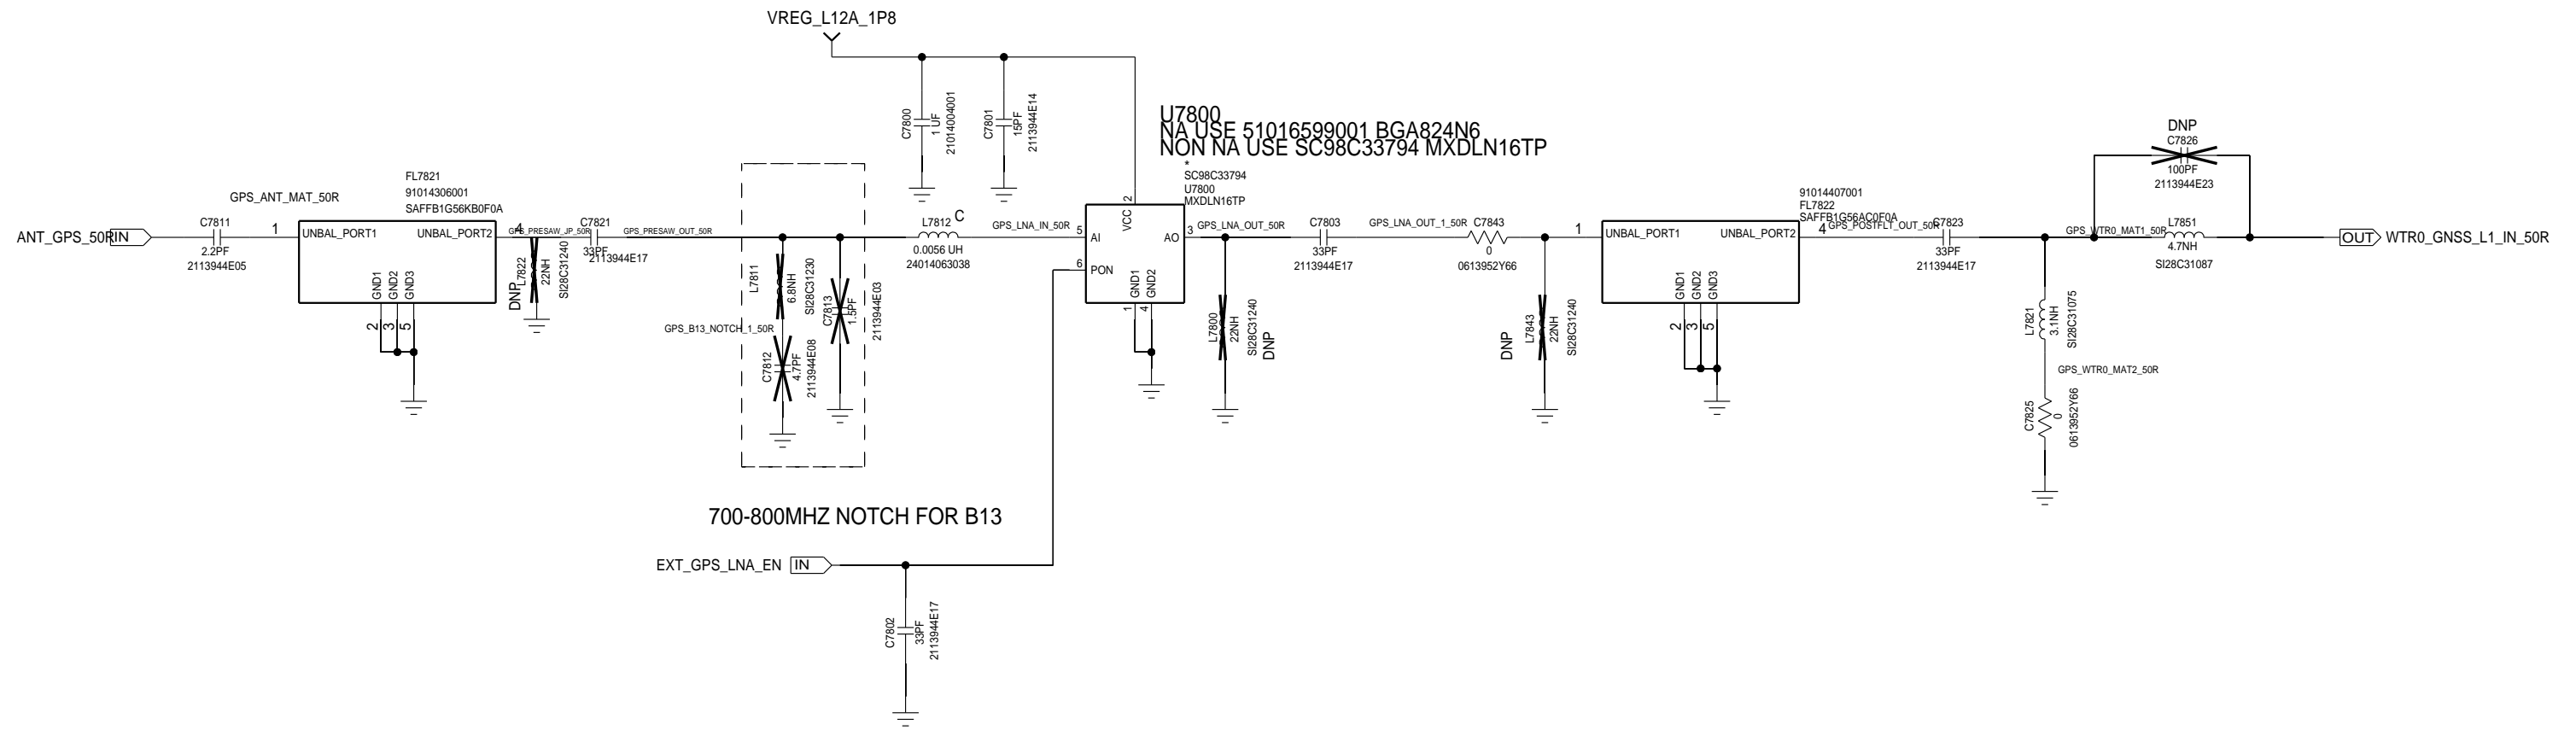 VREG_L12A_1P8
C7800
1 UF
21014004001
C7801
15PF
2113944E14
U7800
NA USE 51016599001 BGA824N6
NON NA USE SC98C33794 MXDLN16TP
*
SC98C33794
U7800
MXDLN16TP
VCC
2
5
AI
6
PON
AO
3
GND1
GND2
1
4
ANT_GPS_50R
IN
C7811
2.2PF
2113944E05
GPS_ANT_MAT_50R
FL7821
91014306001
SAFFB1G56KB0F0A
1
UNBAL_PORT1
UNBAL_PORT2
4
GND1
GND2
GND3
2
3
5
GPS_PRESAW_JP_50R
DNP
L7822
22NH
SI28C31240
C7821
33PF
2113944E17
GPS_PRESAW_OUT_50R
L7811
6.8NH
SI28C31230
GPS_B13_NOTCH_1_50R
C7812
4.7PF
2113944E08
C7813
1.5PF
2113944E03
700-800MHZ NOTCH FOR B13
L7812
C
0.0056 UH
24014063038
GPS_LNA_IN_50R
EXT_GPS_LNA_EN
IN
C7802
33PF
2113944E17
GPS_LNA_OUT_50R
L7800
22NH
SI28C31240
DNP
C7803
33PF
2113944E17
GPS_LNA_OUT_1_50R
C7843
0
0613952Y66
DNP
L7843
22NH
SI28C31240
91014407001
FL7822
SAFFB1G56AC0F0A
1
UNBAL_PORT1
UNBAL_PORT2
4
GND1
GND2
GND3
2
3
5
GPS_POSTFLT_OUT_50R
C7823
33PF
2113944E17
GPS_WTR0_MAT1_50R
L7821
3.1NH
SI28C31075
GPS_WTR0_MAT2_50R
C7825
0
0613952Y66
DNP
C7826
100PF
2113944E23
L7851
4.7NH
SI28C31087
OUT
WTR0_GNSS_L1_IN_50R